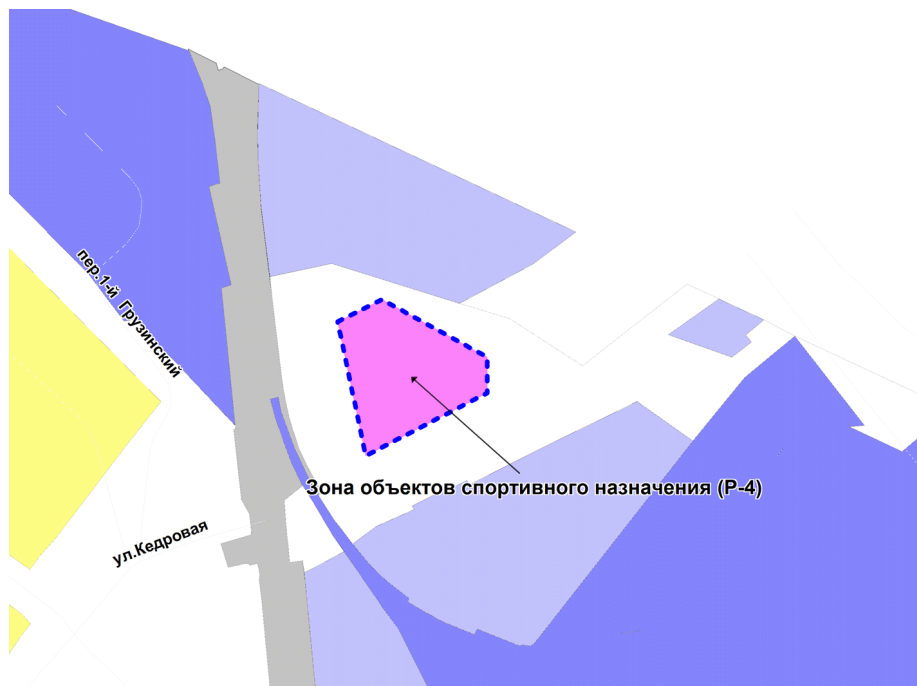 пер.1-й Грузинский
Зона объектов спортивного назначения (Р-4)
ул.Кедровая